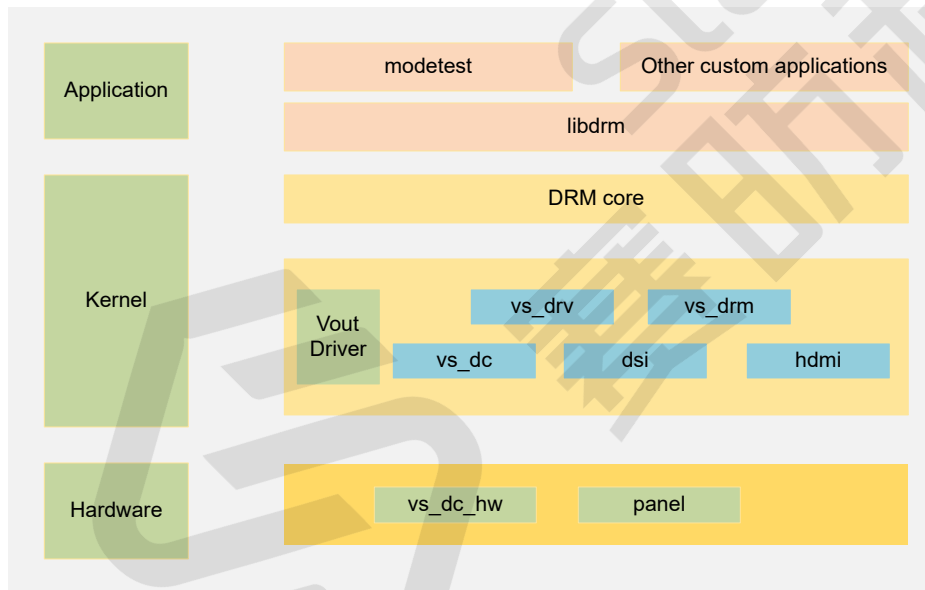 Application
modetest
Other custom applications
libdrm
Kernel
DRM core
Vout
Driver
vs_drv
vs_drm
vs_dc
dsi
hdmi
Hardware
vs_dc_hw
panel